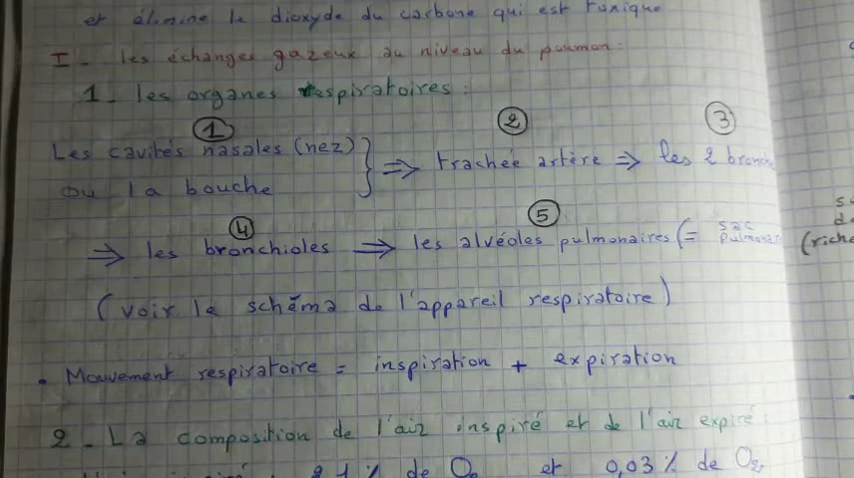 et élimine le dioxyde du carbone qui est toxique
I - les échanges gazeux au niveau du poumon:
1- les organes respiratoires:
1 2 3
Les cavités nasales (nez) } ⇒ trachée artère ⇒ les 2
ou la bouche
4 5
⇒ les bronchioles ⇒ les alvéoles pulmonaires (= sac
(voir le schéma de l'appareil respiratoire)
• Mouvement respiratoire = inspiration + expiration
2- La composition de l'air inspiré et de l'air expiré:
21 % de O2 et 0,03 % de O2